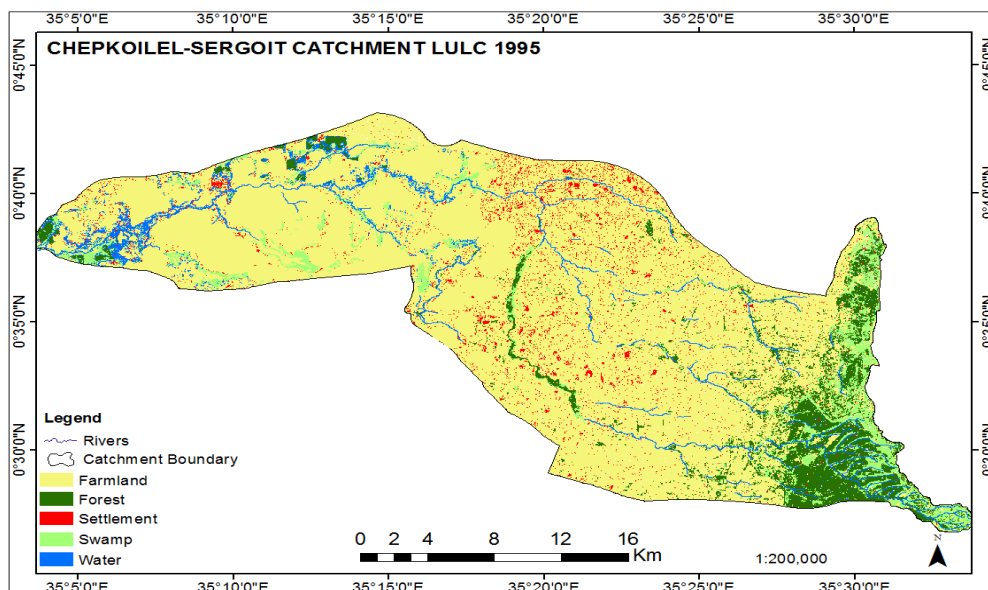 35°5'0"E 35°10'0"E 35°15'0"E 35°20'0"E 35°25'0"E 35°30'0"E
CHEPKOILEL-SERGOIT CATCHMENT LULC 1995
0°45'0"N 0°45'0"N
0°40'0"N 0°40'0"N
0°35'0"N 0°35'0"N
0°30'0"N 0°30'0"N
Legend
Rivers
Catchment Boundary
Farmland
Forest
Settlement
Swamp
Water
0 2 4 8 12 16
Km
1:200,000
N
35°5'0"E 35°10'0"E 35°15'0"E 35°20'0"E 35°25'0"E 35°30'0"E